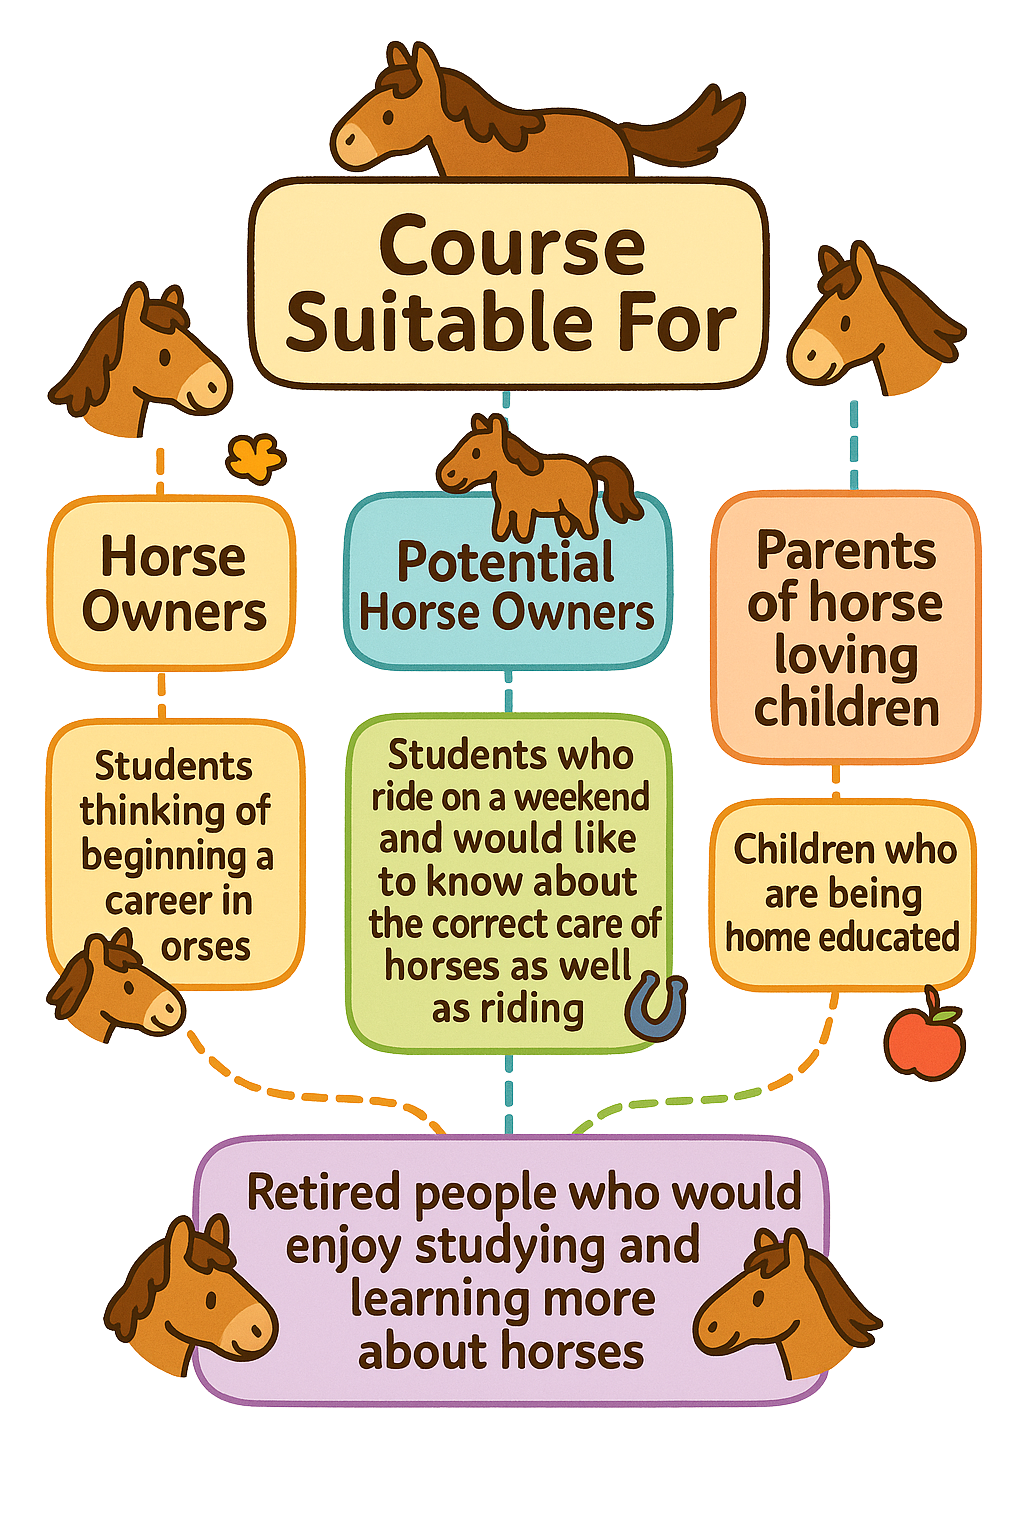 Course
Suitable For
Horse
Owners
Potential
Horse Owners
Parents
of horse
loving
children
Students
thinking of
beginning a
career in
orses
Students who
ride on a weekend
and would like
to know about
the correct care of
horses as well
as riding
Children who
are being
home educated
Retired people who would
enjoy studying and
learning more
about horses